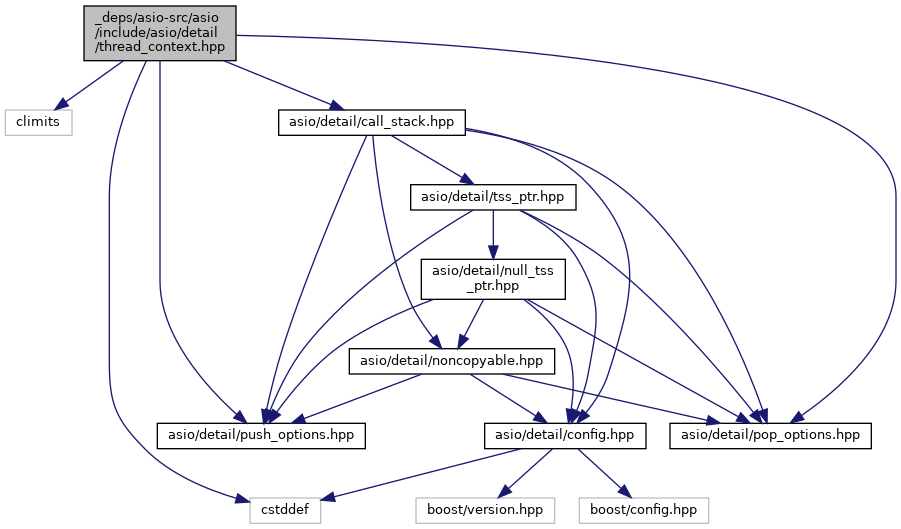 _deps/asio-src/asio
/include/asio/detail
/thread_context.hpp
climits
asio/detail/call_stack.hpp
asio/detail/tss_ptr.hpp
asio/detail/null_tss
_ptr.hpp
asio/detail/noncopyable.hpp
asio/detail/push_options.hpp
asio/detail/config.hpp
asio/detail/pop_options.hpp
cstddef
boost/version.hpp
boost/config.hpp